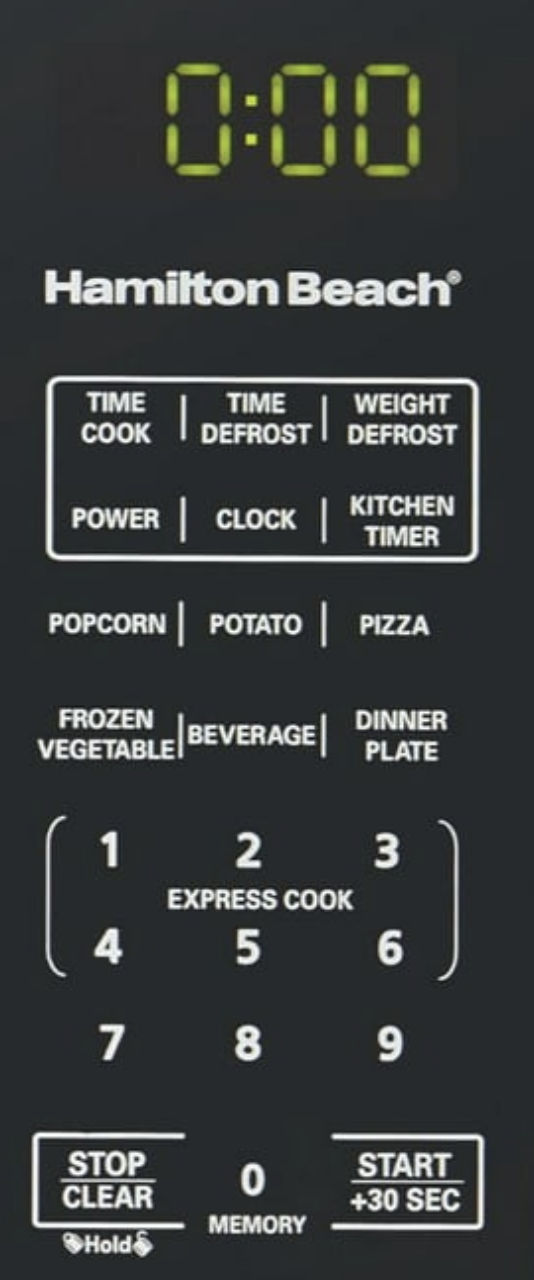 0:00
Hamilton Beach®
TIME COOK | TIME DEFROST | WEIGHT DEFROST
POWER | CLOCK | KITCHEN TIMER
POPCORN | POTATO | PIZZA
FROZEN VEGETABLE | BEVERAGE | DINNER PLATE
1 2 3
EXPRESS COOK
4 5 6
7 8 9
STOP CLEAR 0 START +30 SEC
MEMORY
Hold